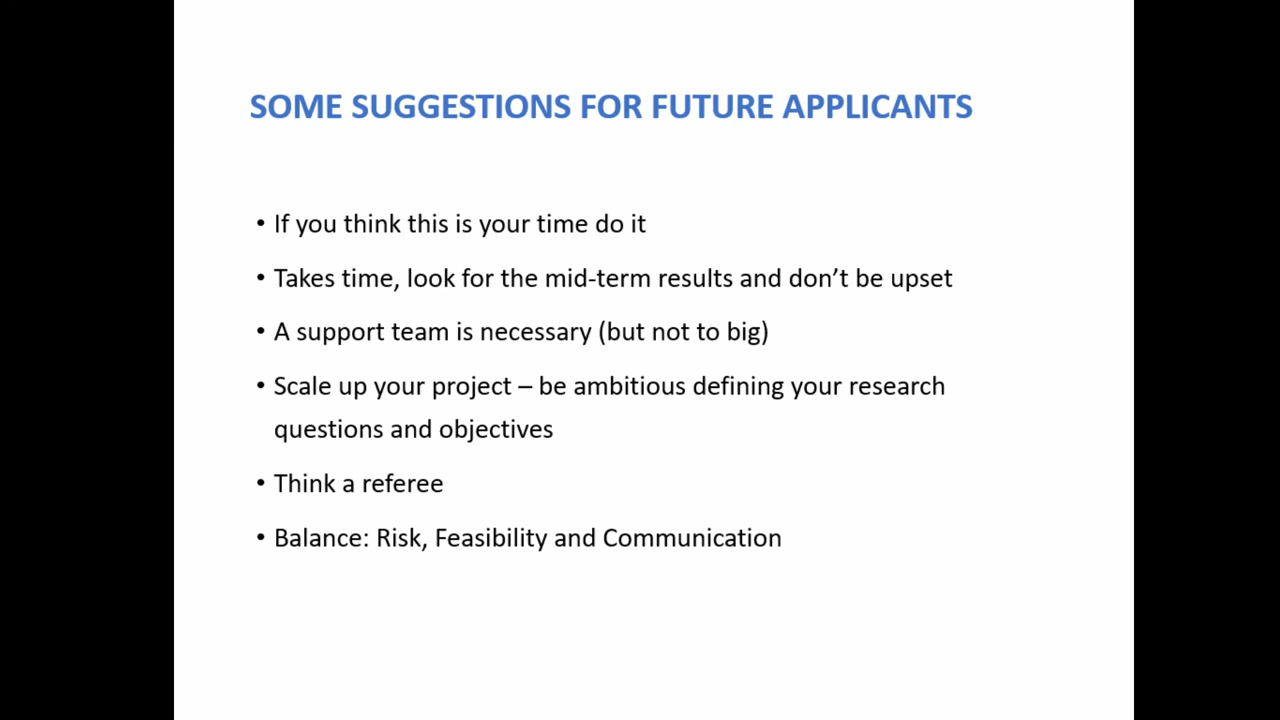 SOME SUGGESTIONS FOR FUTURE APPLICANTS
• If you think this is your time do it
• Takes time, look for the mid-term results and don’t be upset
• A support team is necessary (but not to big)
• Scale up your project – be ambitious defining your research
questions and objectives
• Think a referee
• Balance: Risk, Feasibility and Communication